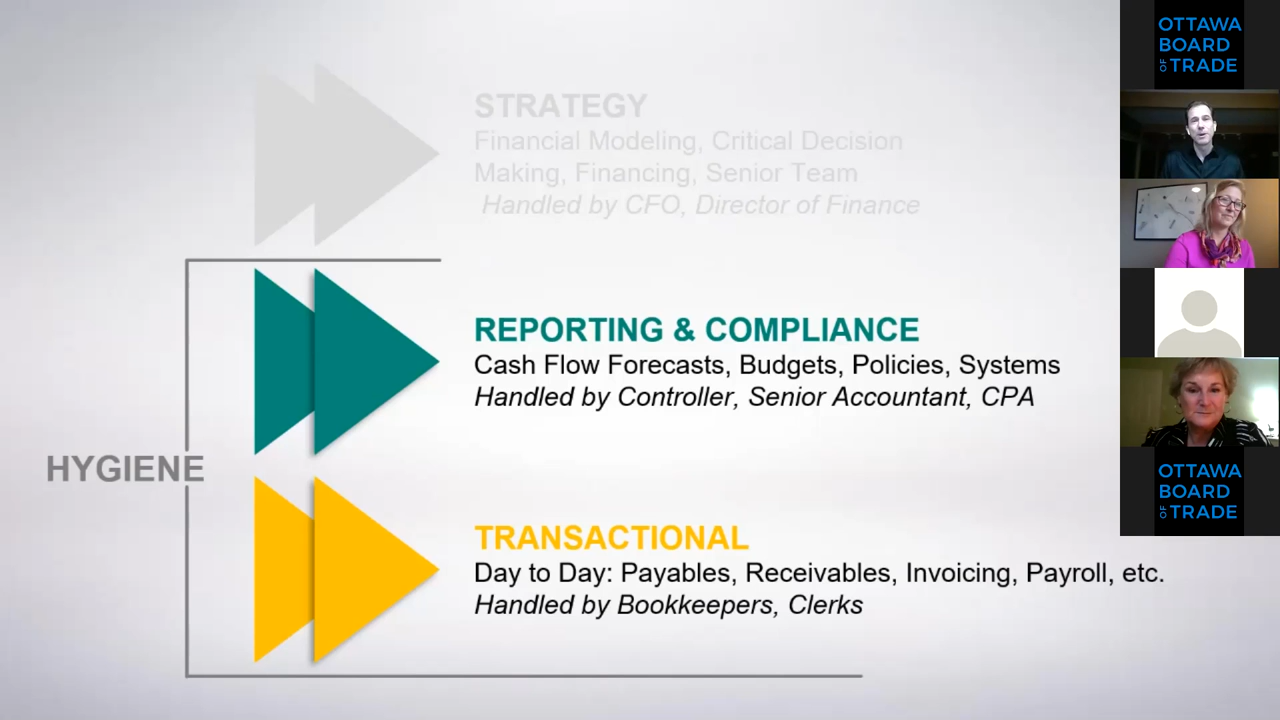 STRATEGY
Financial Modeling, Critical Decision
Making, Financing, Senior Team
Handled by CFO, Director of Finance
REPORTING & COMPLIANCE
Cash Flow Forecasts, Budgets, Policies, Systems
Handled by Controller, Senior Accountant, CPA
HYGIENE
TRANSACTIONAL
Day to Day: Payables, Receivables, Invoicing, Payroll, etc.
Handled by Bookkeepers, Clerks
OTTAWA
BOARD
OF TRADE
OTTAWA
BOARD
OF TRADE